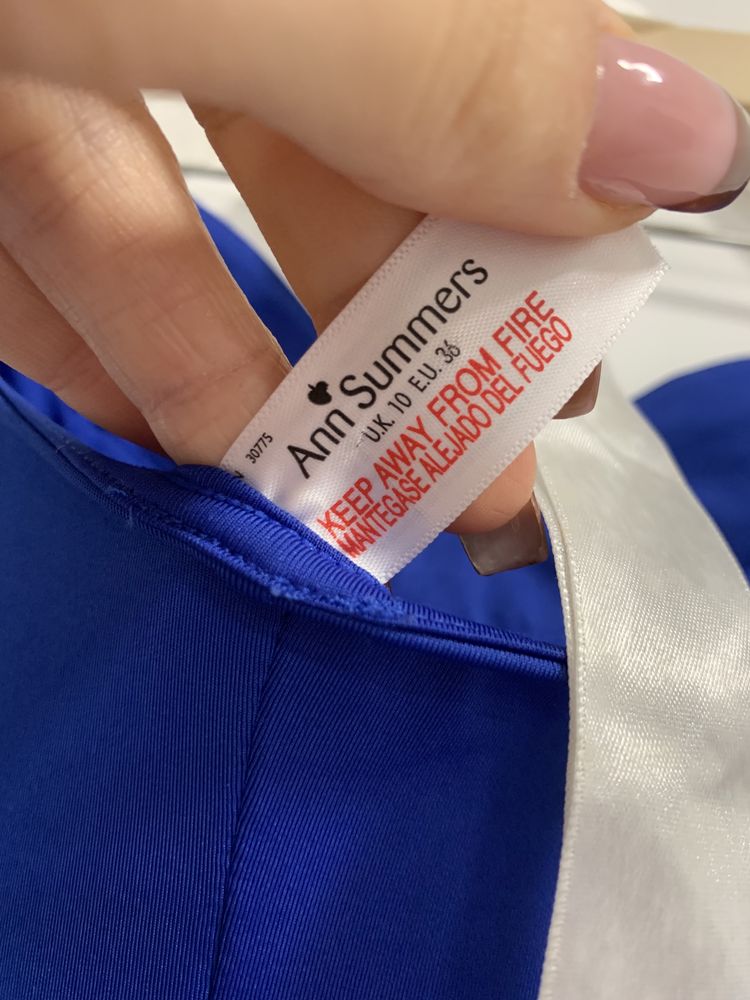 Ann Summers
U.K. 10 E.U. 36
KEEP AWAY FROM FIRE
MANTEGASE ALEJADO DEL FUEGO
30775